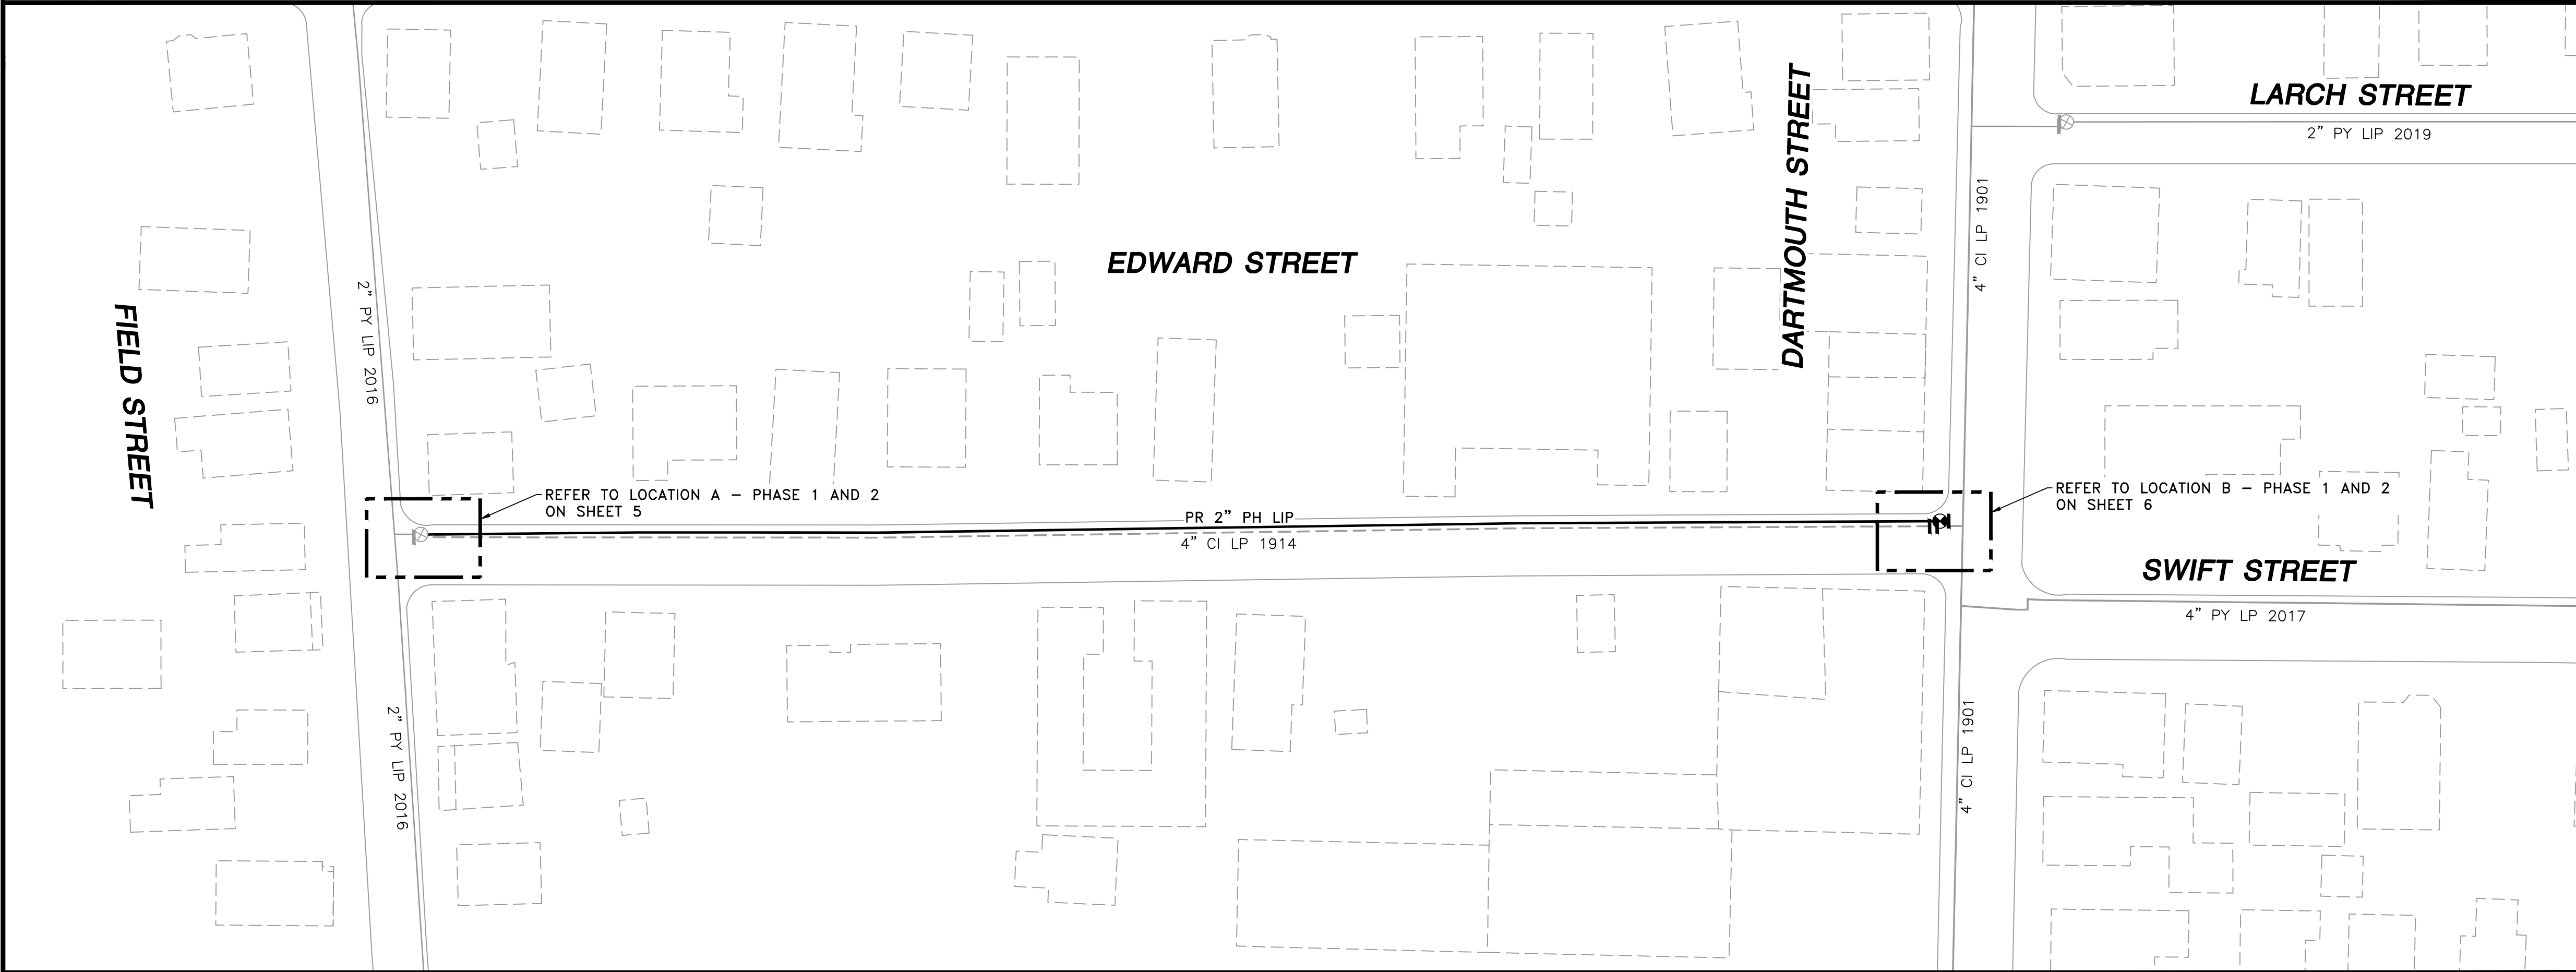 LARCH STREET
2" PY LIP 2019
DARTMOUTH STREET
4" CI LP 1901
EDWARD STREET
FIELD STREET
2" PY LIP 2016
REFER TO LOCATION A - PHASE 1 AND 2
ON SHEET 5
PR 2" PH LIP
4" CI LP 1914
REFER TO LOCATION B - PHASE 1 AND 2
ON SHEET 6
SWIFT STREET
4" PY LP 2017
2" PY LIP 2016
4" CI LP 1901